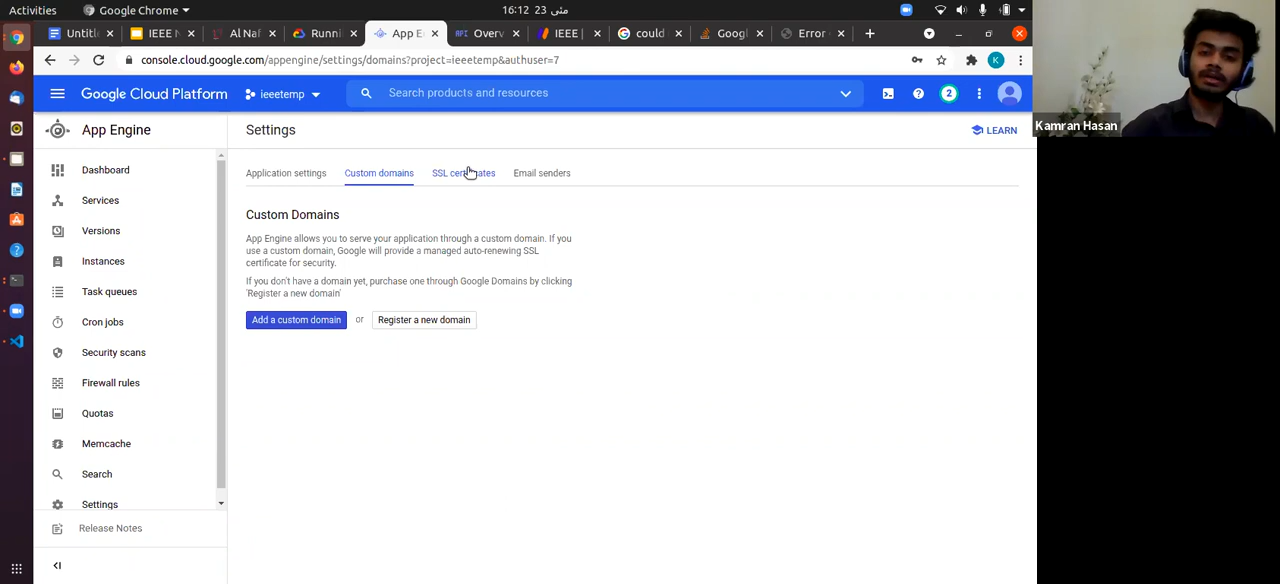 Activities
Google Chrome
16:12 23 مئی
Untitl
IEEE N
Al Naf
Runni
App E
Overv
IEEE |
could
Googl
Error
console.cloud.google.com/appengine/settings/domains?project=ieeetemp&authuser=7
K
Google Cloud Platform
ieeetemp
Search products and resources
2
Kamran Hasan
App Engine
Settings
LEARN
Dashboard
Services
Versions
Instances
Task queues
Cron jobs
Security scans
Firewall rules
Quotas
Memcache
Search
Settings
Release Notes
Application settings
Custom domains
SSL certificates
Email senders
Custom Domains
App Engine allows you to serve your application through a custom domain. If you
use a custom domain, Google will provide a managed auto-renewing SSL
certificate for security.
If you don't have a domain yet, purchase one through Google Domains by clicking
'Register a new domain'
Add a custom domain
or
Register a new domain